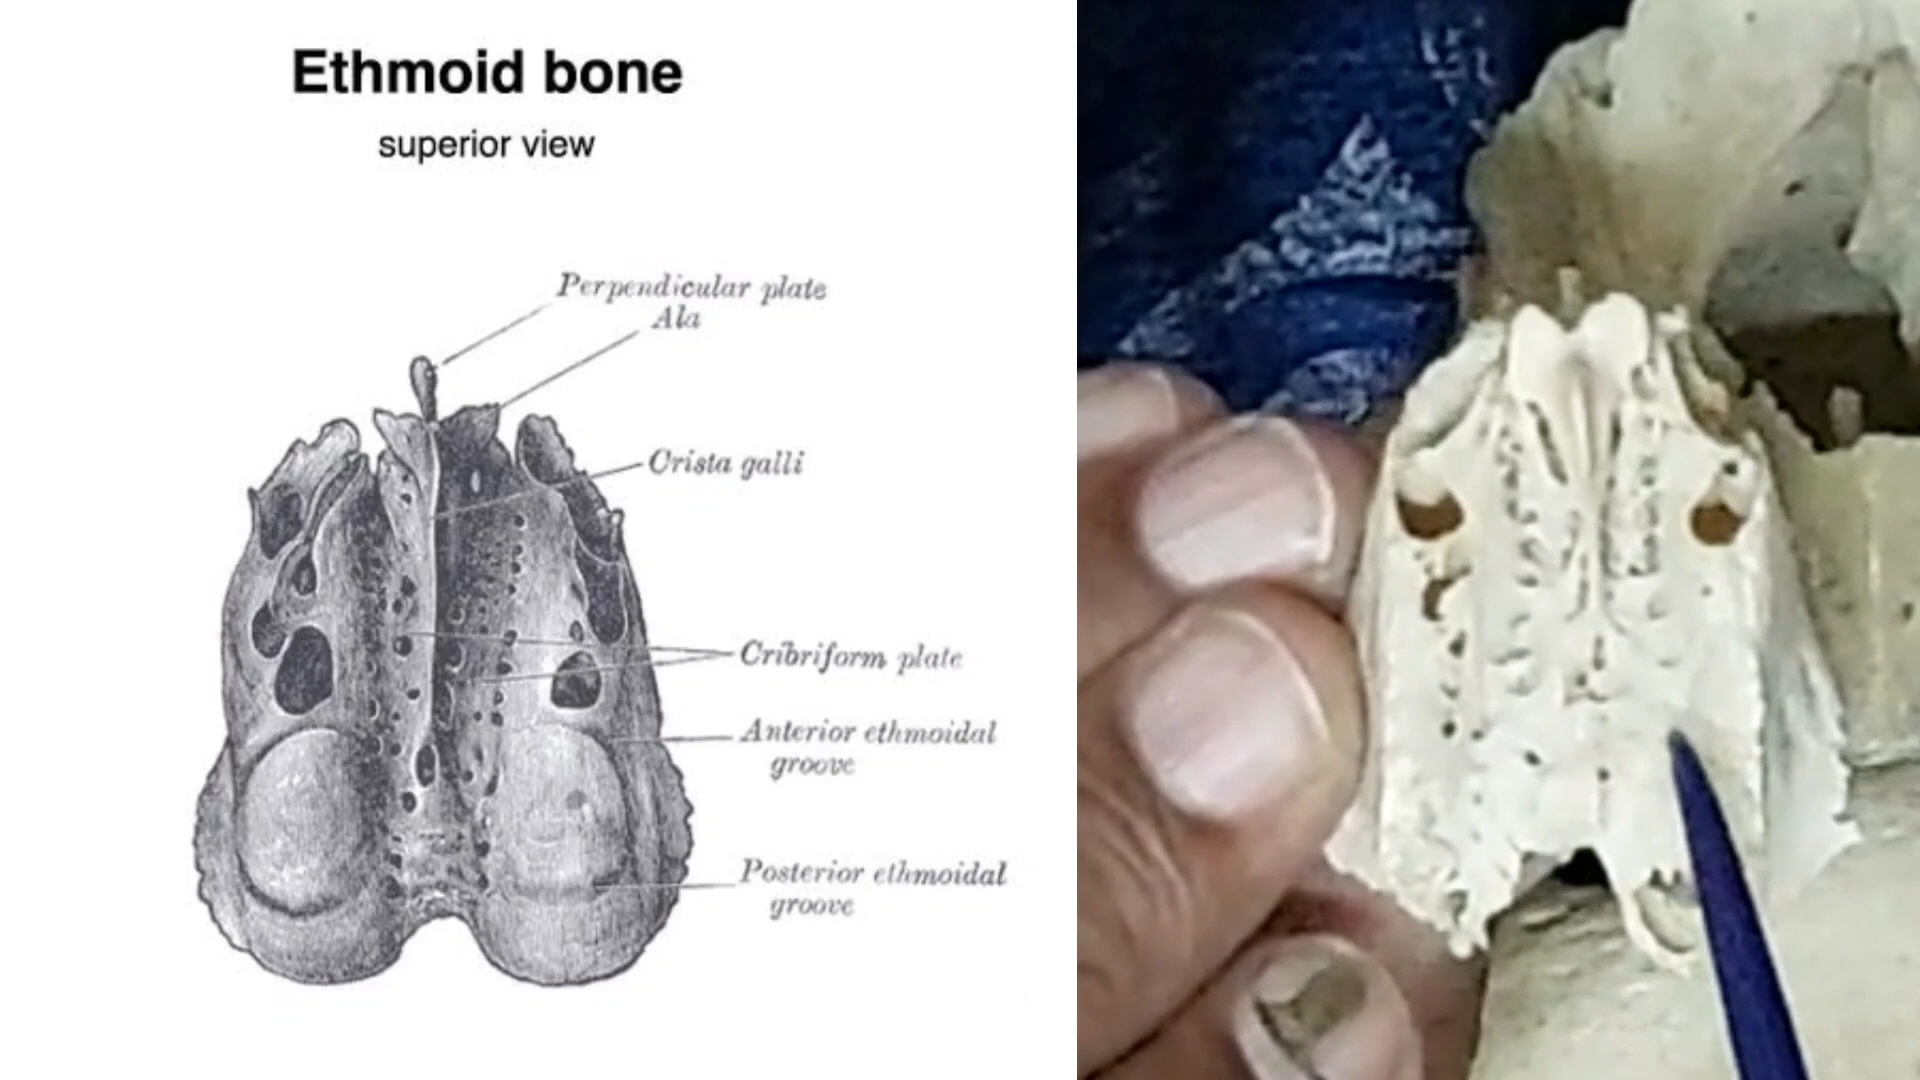 Ethmoid bone
superior view
Perpendicular plate
Ala
Crista galli
Cribriform plate
Anterior ethmoidal
groove
Posterior ethmoidal
groove